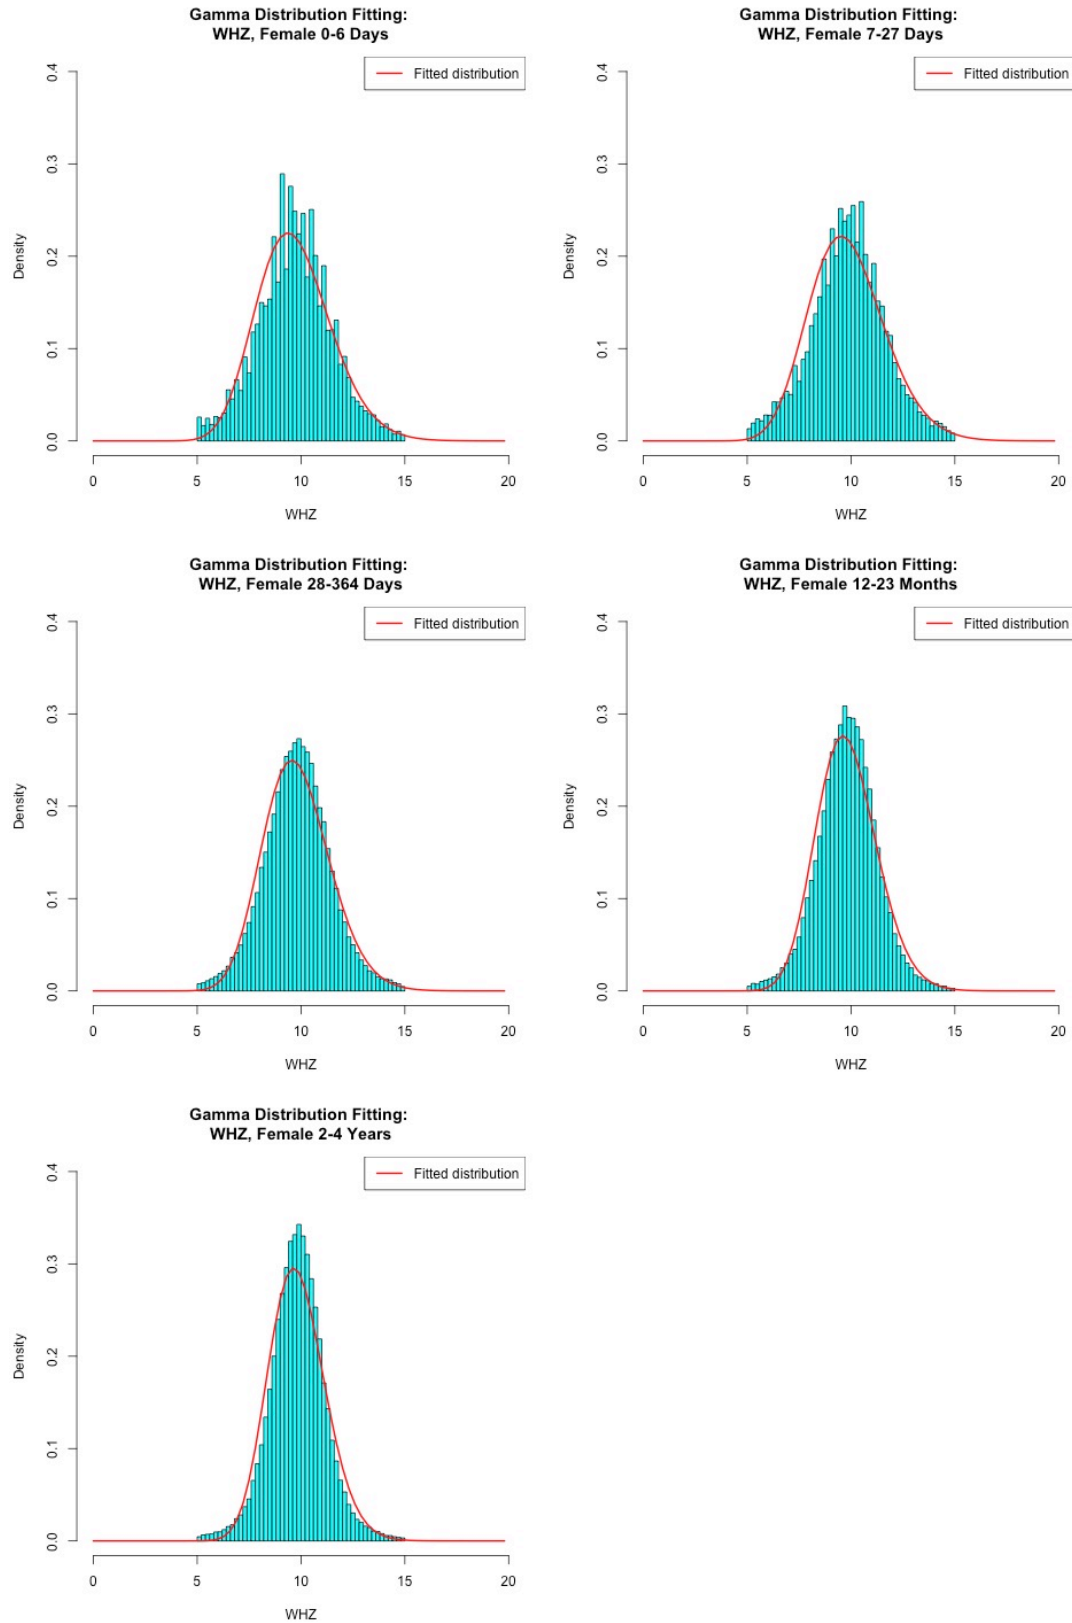 Gamma Distribution Fitting:
WHZ, Female 0-6 Days
Fitted distribution
Density
0.0
0.1
0.2
0.3
0.4
0
5
10
15
20
WHZ
Gamma Distribution Fitting:
WHZ, Female 7-27 Days
Fitted distribution
Density
0.0
0.1
0.2
0.3
0.4
0
5
10
15
20
WHZ
Gamma Distribution Fitting:
WHZ, Female 28-364 Days
Fitted distribution
Density
0.0
0.1
0.2
0.3
0.4
0
5
10
15
20
WHZ
Gamma Distribution Fitting:
WHZ, Female 12-23 Months
Fitted distribution
Density
0.0
0.1
0.2
0.3
0.4
0
5
10
15
20
WHZ
Gamma Distribution Fitting:
WHZ, Female 2-4 Years
Fitted distribution
Density
0.0
0.1
0.2
0.3
0.4
0
5
10
15
20
WHZ